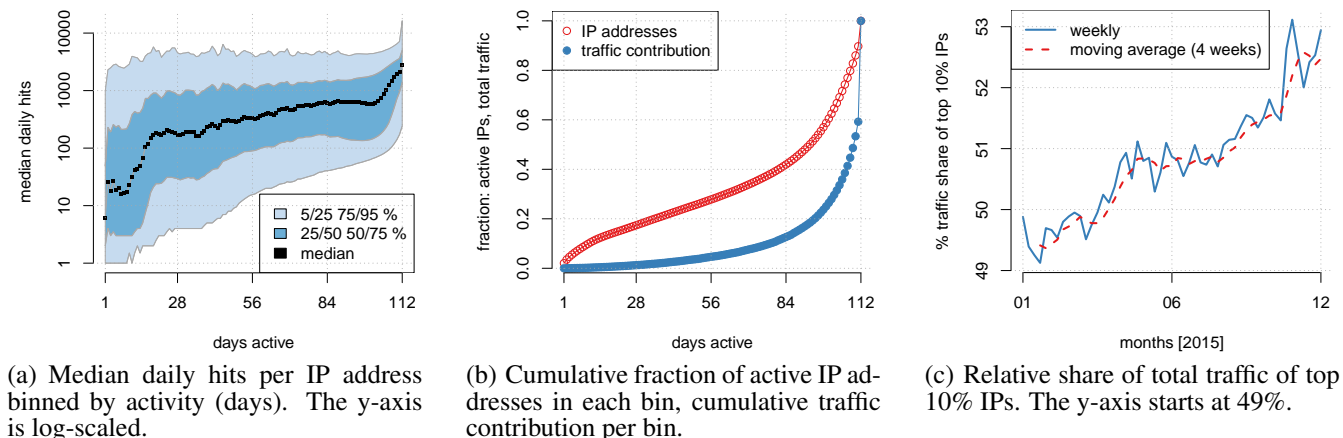 10000
1000
100
10
1
median daily hits
5/25 75/95 %
25/50 50/75 %
median
1 28 56 84 112
days active
(a) Median daily hits per IP address
binned by activity (days). The y-axis
is log-scaled.
1.0
0.8
0.6
0.4
0.2
0.0
fraction: active IPs, total traffic
IP addresses
traffic contribution
1 28 56 84 112
days active
(b) Cumulative fraction of active IP ad-
dresses in each bin, cumulative traffic
contribution per bin.
53
52
51
50
49
% traffic share of top 10% IPs
weekly
moving average (4 weeks)
01 06 12
months [2015]
(c) Relative share of total traffic of top
10% IPs. The y-axis starts at 49%.